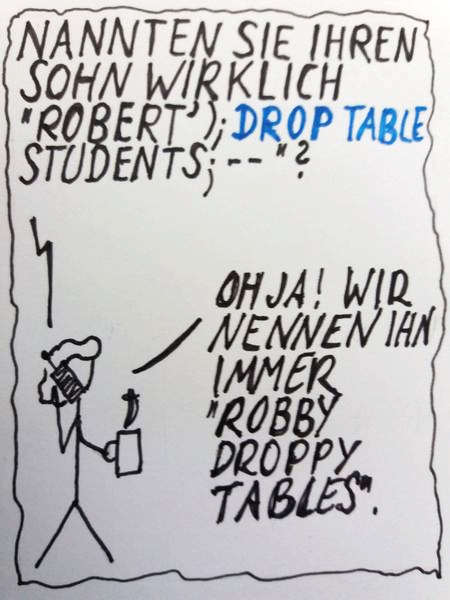 NANNTEN SIE IHREN
SOHN WIRKLICH
"ROBERT'); DROP TABLE
STUDENTS;--"?
OH JA! WIR
NENNEN IHN
IMMER
"ROBBY
DROPPY
TABLES".